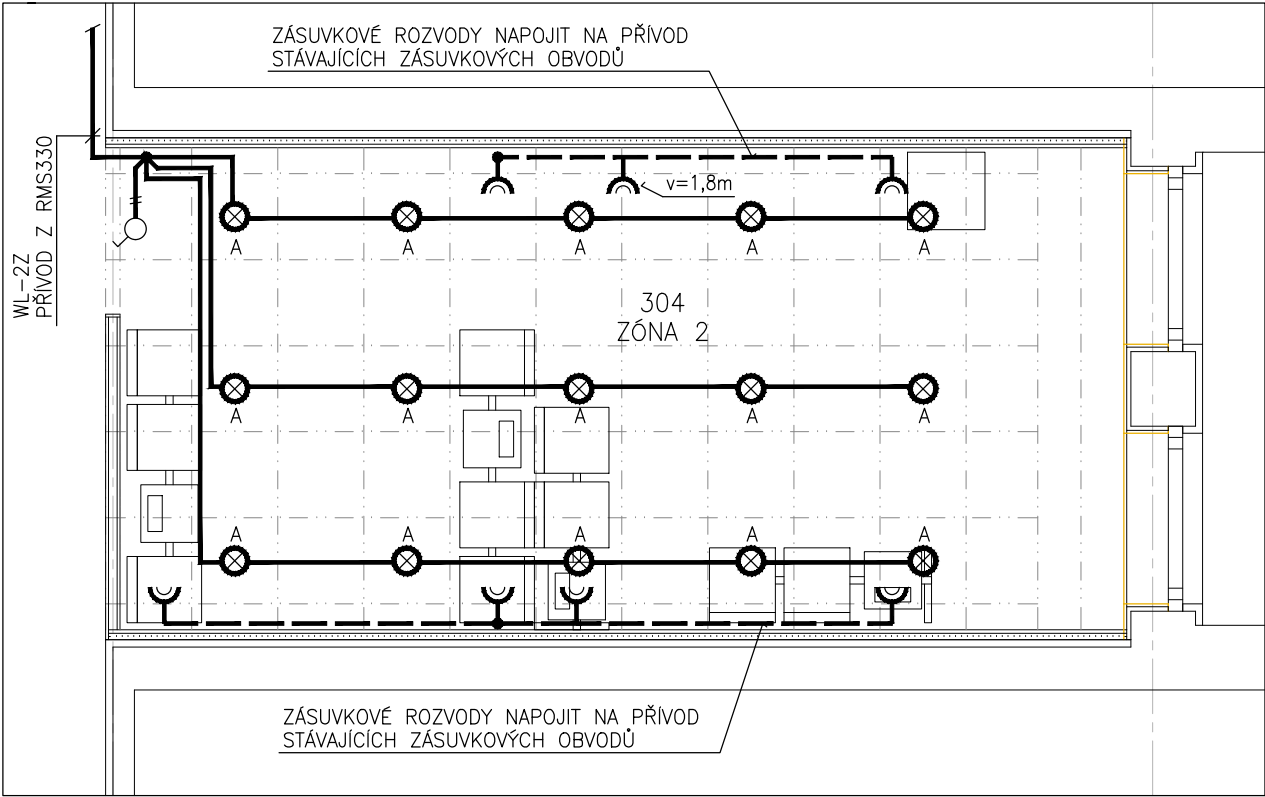 ZÁSUVKOVÉ ROZVODY NAPOJIT NA PŘÍVOD
STÁVAJÍCÍCH ZÁSUVKOVÝCH OBVODŮ
WL-2Z
PŘÍVOD Z RMS330
v=1,8m
A
A
A
A
A
304
ZÓNA 2
A
A
A
A
A
A
A
A
A
A
ZÁSUVKOVÉ ROZVODY NAPOJIT NA PŘÍVOD
STÁVAJÍCÍCH ZÁSUVKOVÝCH OBVODŮ